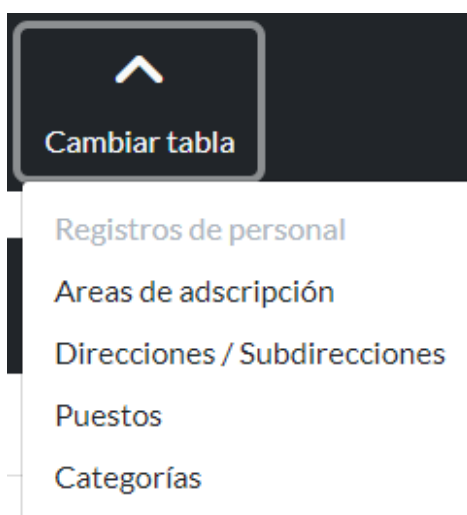 Cambiar tabla
Registros de personal
Areas de adscripción
Direcciones / Subdirecciones
Puestos
Categorías